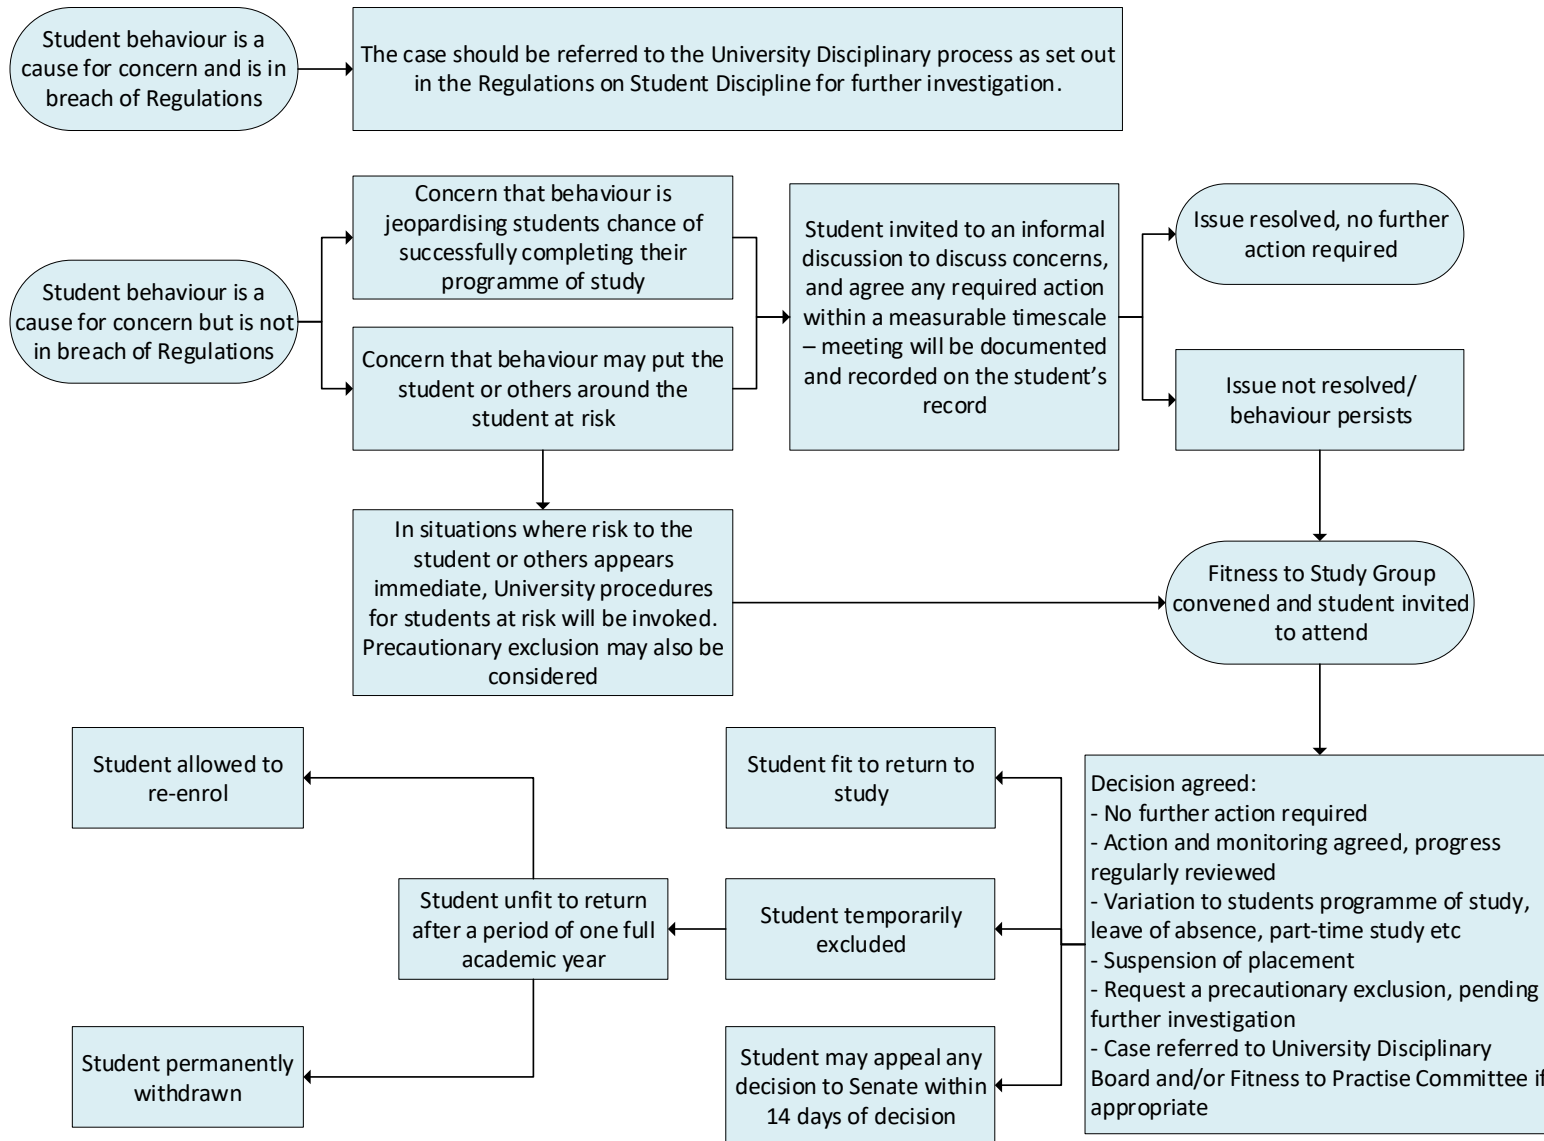 Student behaviour is a
cause for concern and is in
breach of Regulations
The case should be referred to the University Disciplinary process as set out
in the Regulations on Student Discipline for further investigation.
Student behaviour is a
cause for concern but is not
in breach of Regulations
Concern that behaviour is
jeopardising students chance of
successfully completing their
programme of study
Concern that behaviour may put the
student or others around the
student at risk
Student invited to an informal
discussion to discuss concerns,
and agree any required action
within a measurable timescale
– meeting will be documented
and recorded on the student’s
record
Issue resolved, no further
action required
Issue not resolved/
behaviour persists
In situations where risk to the
student or others appears
immediate, University procedures
for students at risk will be invoked.
Precautionary exclusion may also be
considered
Fitness to Study Group
convened and student invited
to attend
Decision agreed:
- No further action required
- Action and monitoring agreed, progress
regularly reviewed
- Variation to students programme of study,
leave of absence, part-time study etc
- Suspension of placement
- Request a precautionary exclusion, pending
further investigation
- Case referred to University Disciplinary
Board and/or Fitness to Practise Committee if
appropriate
Student fit to return to
study
Student temporarily
excluded
Student may appeal any
decision to Senate within
14 days of decision
Student unfit to return
after a period of one full
academic year
Student allowed to
re-enrol
Student permanently
withdrawn